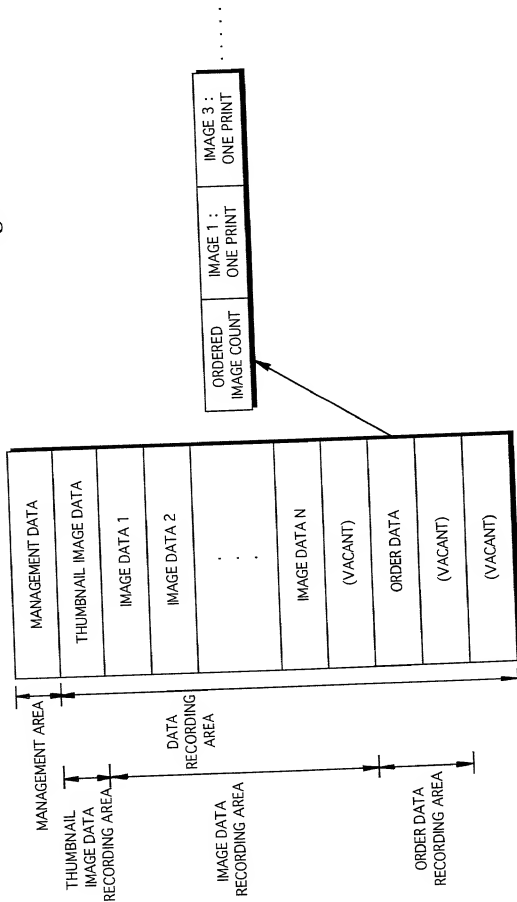 MANAGEMENT AREA
THUMBNAIL
IMAGE DATA
RECORDING AREA
DATA
RECORDING
AREA
IMAGE DATA
RECORDING AREA
ORDER DATA
RECORDING AREA
MANAGEMENT DATA
THUMBNAIL IMAGE DATA
IMAGE DATA 1
IMAGE DATA 2
. . .
IMAGE DATA N
(VACANT)
ORDER DATA
(VACANT)
(VACANT)
ORDERED
IMAGE COUNT
IMAGE 1 :
ONE PRINT
IMAGE 3 :
ONE PRINT
. . . . .